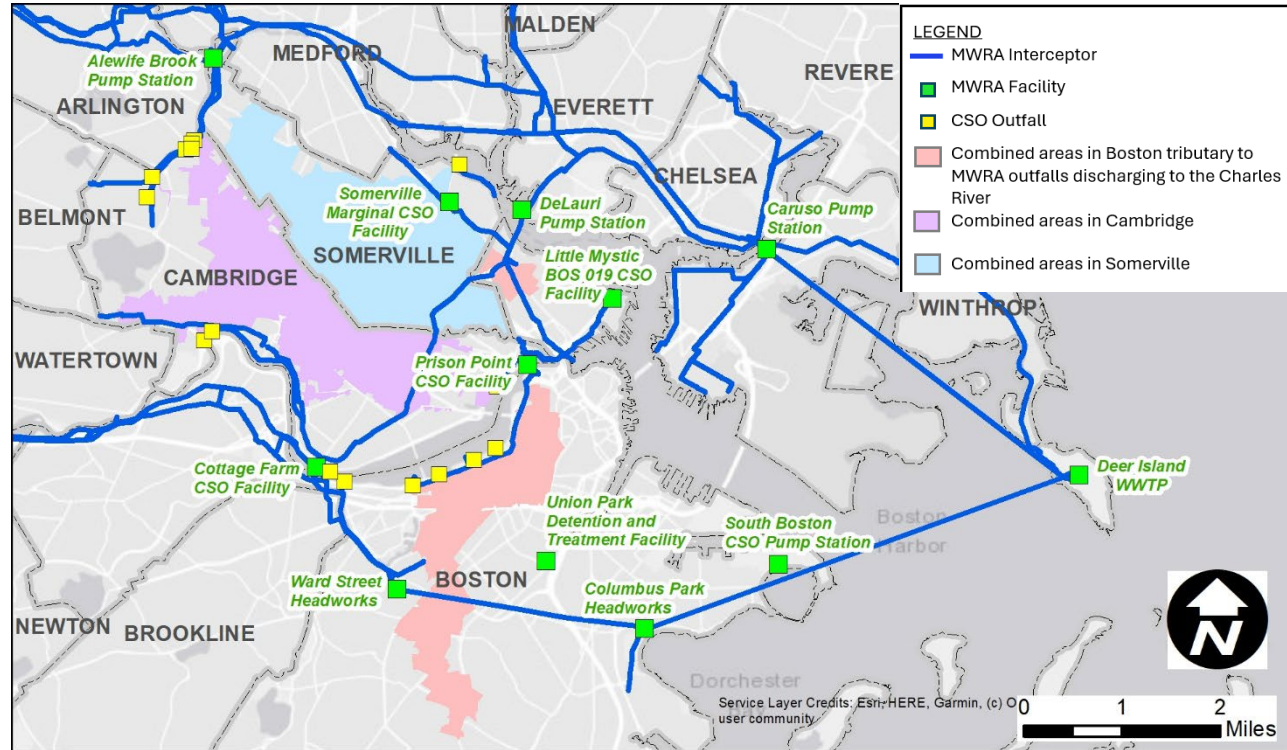 MALDEN
MEDFORD
Alewife Brook
Pump Station
REVERE
ARLINGTON
EVERETT
CHELSEA
Somerville
Marginal CSO
Facility
DeLauri
Pump Station
Caruso Pump
Station
BELMONT
SOMERVILLE
Little Mystic
BOS 019 CSO
Facility
CAMBRIDGE
WINTHROP
WATERTOWN
Prison Point
CSO Facility
Cottage Farm
CSO Facility
Deer Island
WWTP
Union Park
Detention and
Treatment Facility
South Boston
CSO Pump Station
Boston
Harbor
BOSTON
Ward Street
Headworks
Columbus Park
Headworks
NEWTON
BROOKLINE
Dorchester
Service Layer Credits: Esri, HERE, Garmin, (c) O
user community
LEGEND
MWRA Interceptor
MWRA Facility
CSO Outfall
Combined areas in Boston tributary to
MWRA outfalls discharging to the Charles
River
Combined areas in Cambridge
Combined areas in Somerville
N
0 1 2
Miles